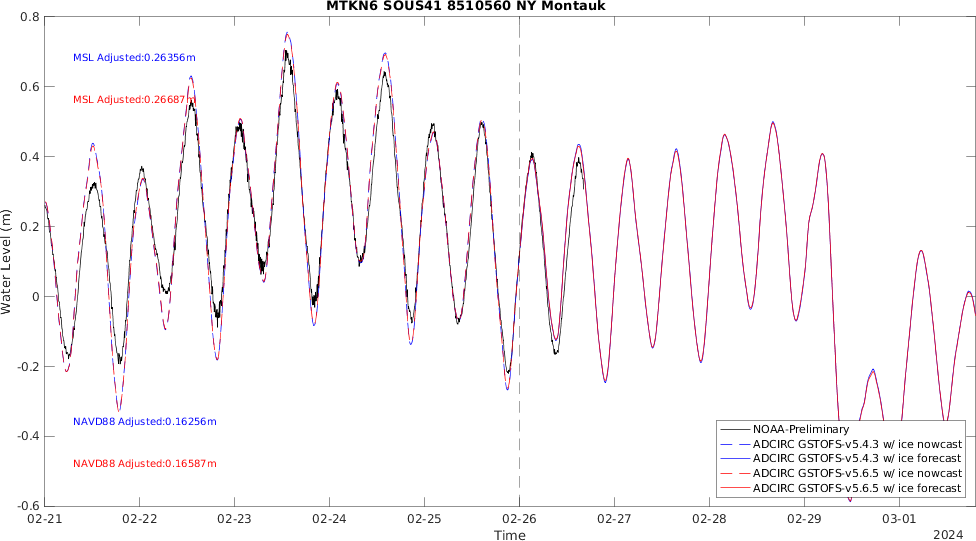 MTKN6 SOUS41 8510560 NY Montauk
0.8
0.6
0.4
0.2
0
-0.2
-0.4
-0.6
Water Level (m)
MSL Adjusted:0.26356m
MSL Adjusted:0.26687m
NAVD88 Adjusted:0.16256m
NAVD88 Adjusted:0.16587m
NOAA-Preliminary
ADCIRC GSTOFS-v5.4.3 w/ ice nowcast
ADCIRC GSTOFS-v5.4.3 w/ ice forecast
ADCIRC GSTOFS-v5.6.5 w/ ice nowcast
ADCIRC GSTOFS-v5.6.5 w/ ice forecast
02-21 02-22 02-23 02-24 02-25 02-26 02-27 02-28 02-29 03-01
Time
2024